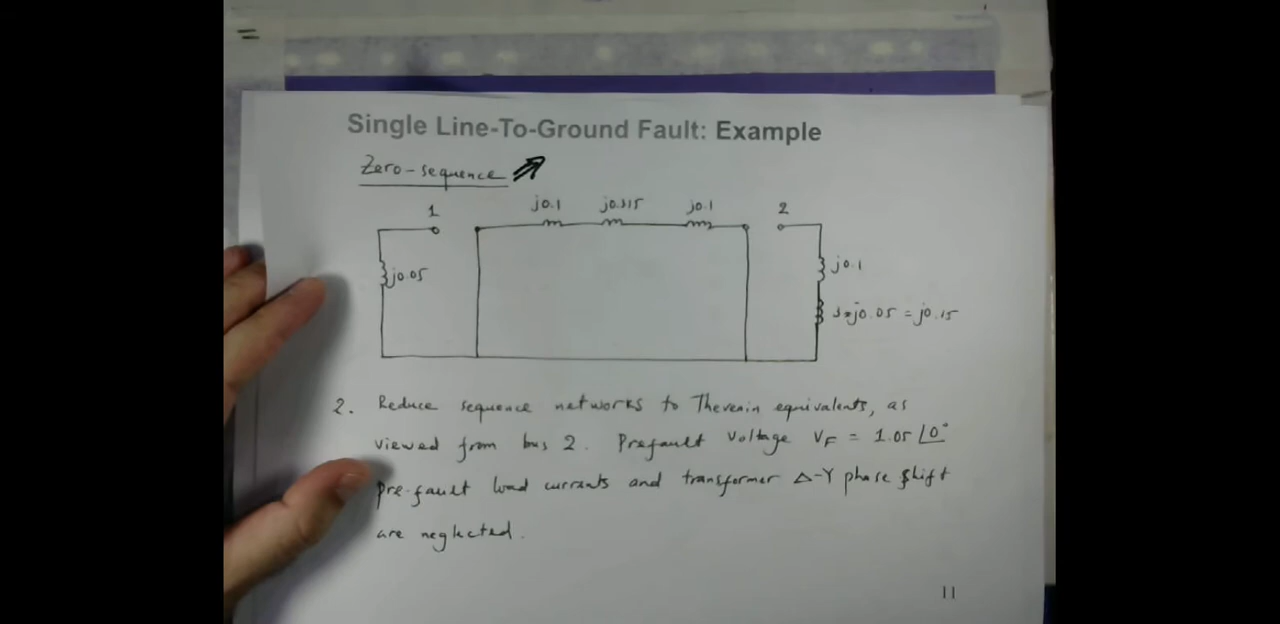 Single Line-To-Ground Fault: Example
Zero-sequence
1 j0.1 j0.315 j0.1 2
j0.05 j0.1
3*j0.05 = j0.15
2. Reduce sequence networks to Thevenin equivalents, as
viewed from bus 2. Prefault Voltage VF = 1.05 ∠0°
pre-fault load currents and transformer Δ-Y phase shift
are neglected.
11